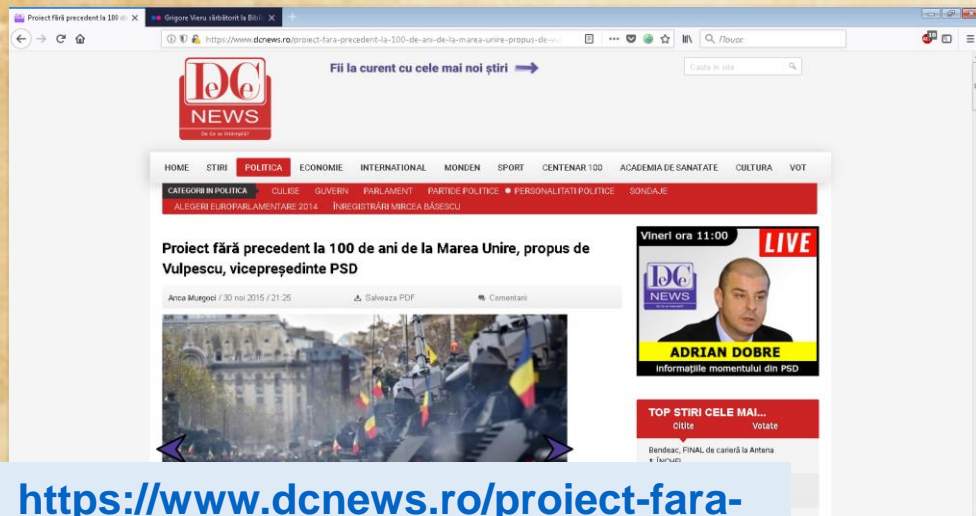 Proiect fără precedent la 100 de
Grigore Vieru sărbătorit la Bibli
https://www.dcnews.ro/proiect-fara-precedent-la-100-de-ani-de-la-marea-unire-propus-de-vu
Поиск
DC
NEWS
De Ce se întâmplă?
Fii la curent cu cele mai noi știri
Cauta in site
HOME STIRI POLITICA ECONOMIE INTERNATIONAL MONDEN SPORT CENTENAR 100 ACADEMIA DE SANATATE CULTURA VOT
CATEGORII IN POLITICA CULISE GUVERN PARLAMENT PARTIDE POLITICE PERSONALITATI POLITICE SONDAJE
ALEGERI EUROPARLAMENTARE 2014 ÎNREGISTRĂRI MIRCEA BĂSESCU
Proiect fără precedent la 100 de ani de la Marea Unire, propus de
Vulpescu, vicepreședinte PSD
Anca Murgoci / 30 noi 2015 / 21:25 Salveaza PDF Comentarii
Vineri ora 11:00 LIVE
DC
NEWS
ADRIAN DOBRE
informațiile momentului din PSD
TOP STIRI CELE MAI...
Citite Votate
Bendeac, FINAL de carieră la Antena
https://www.dcnews.ro/proiect-fara-